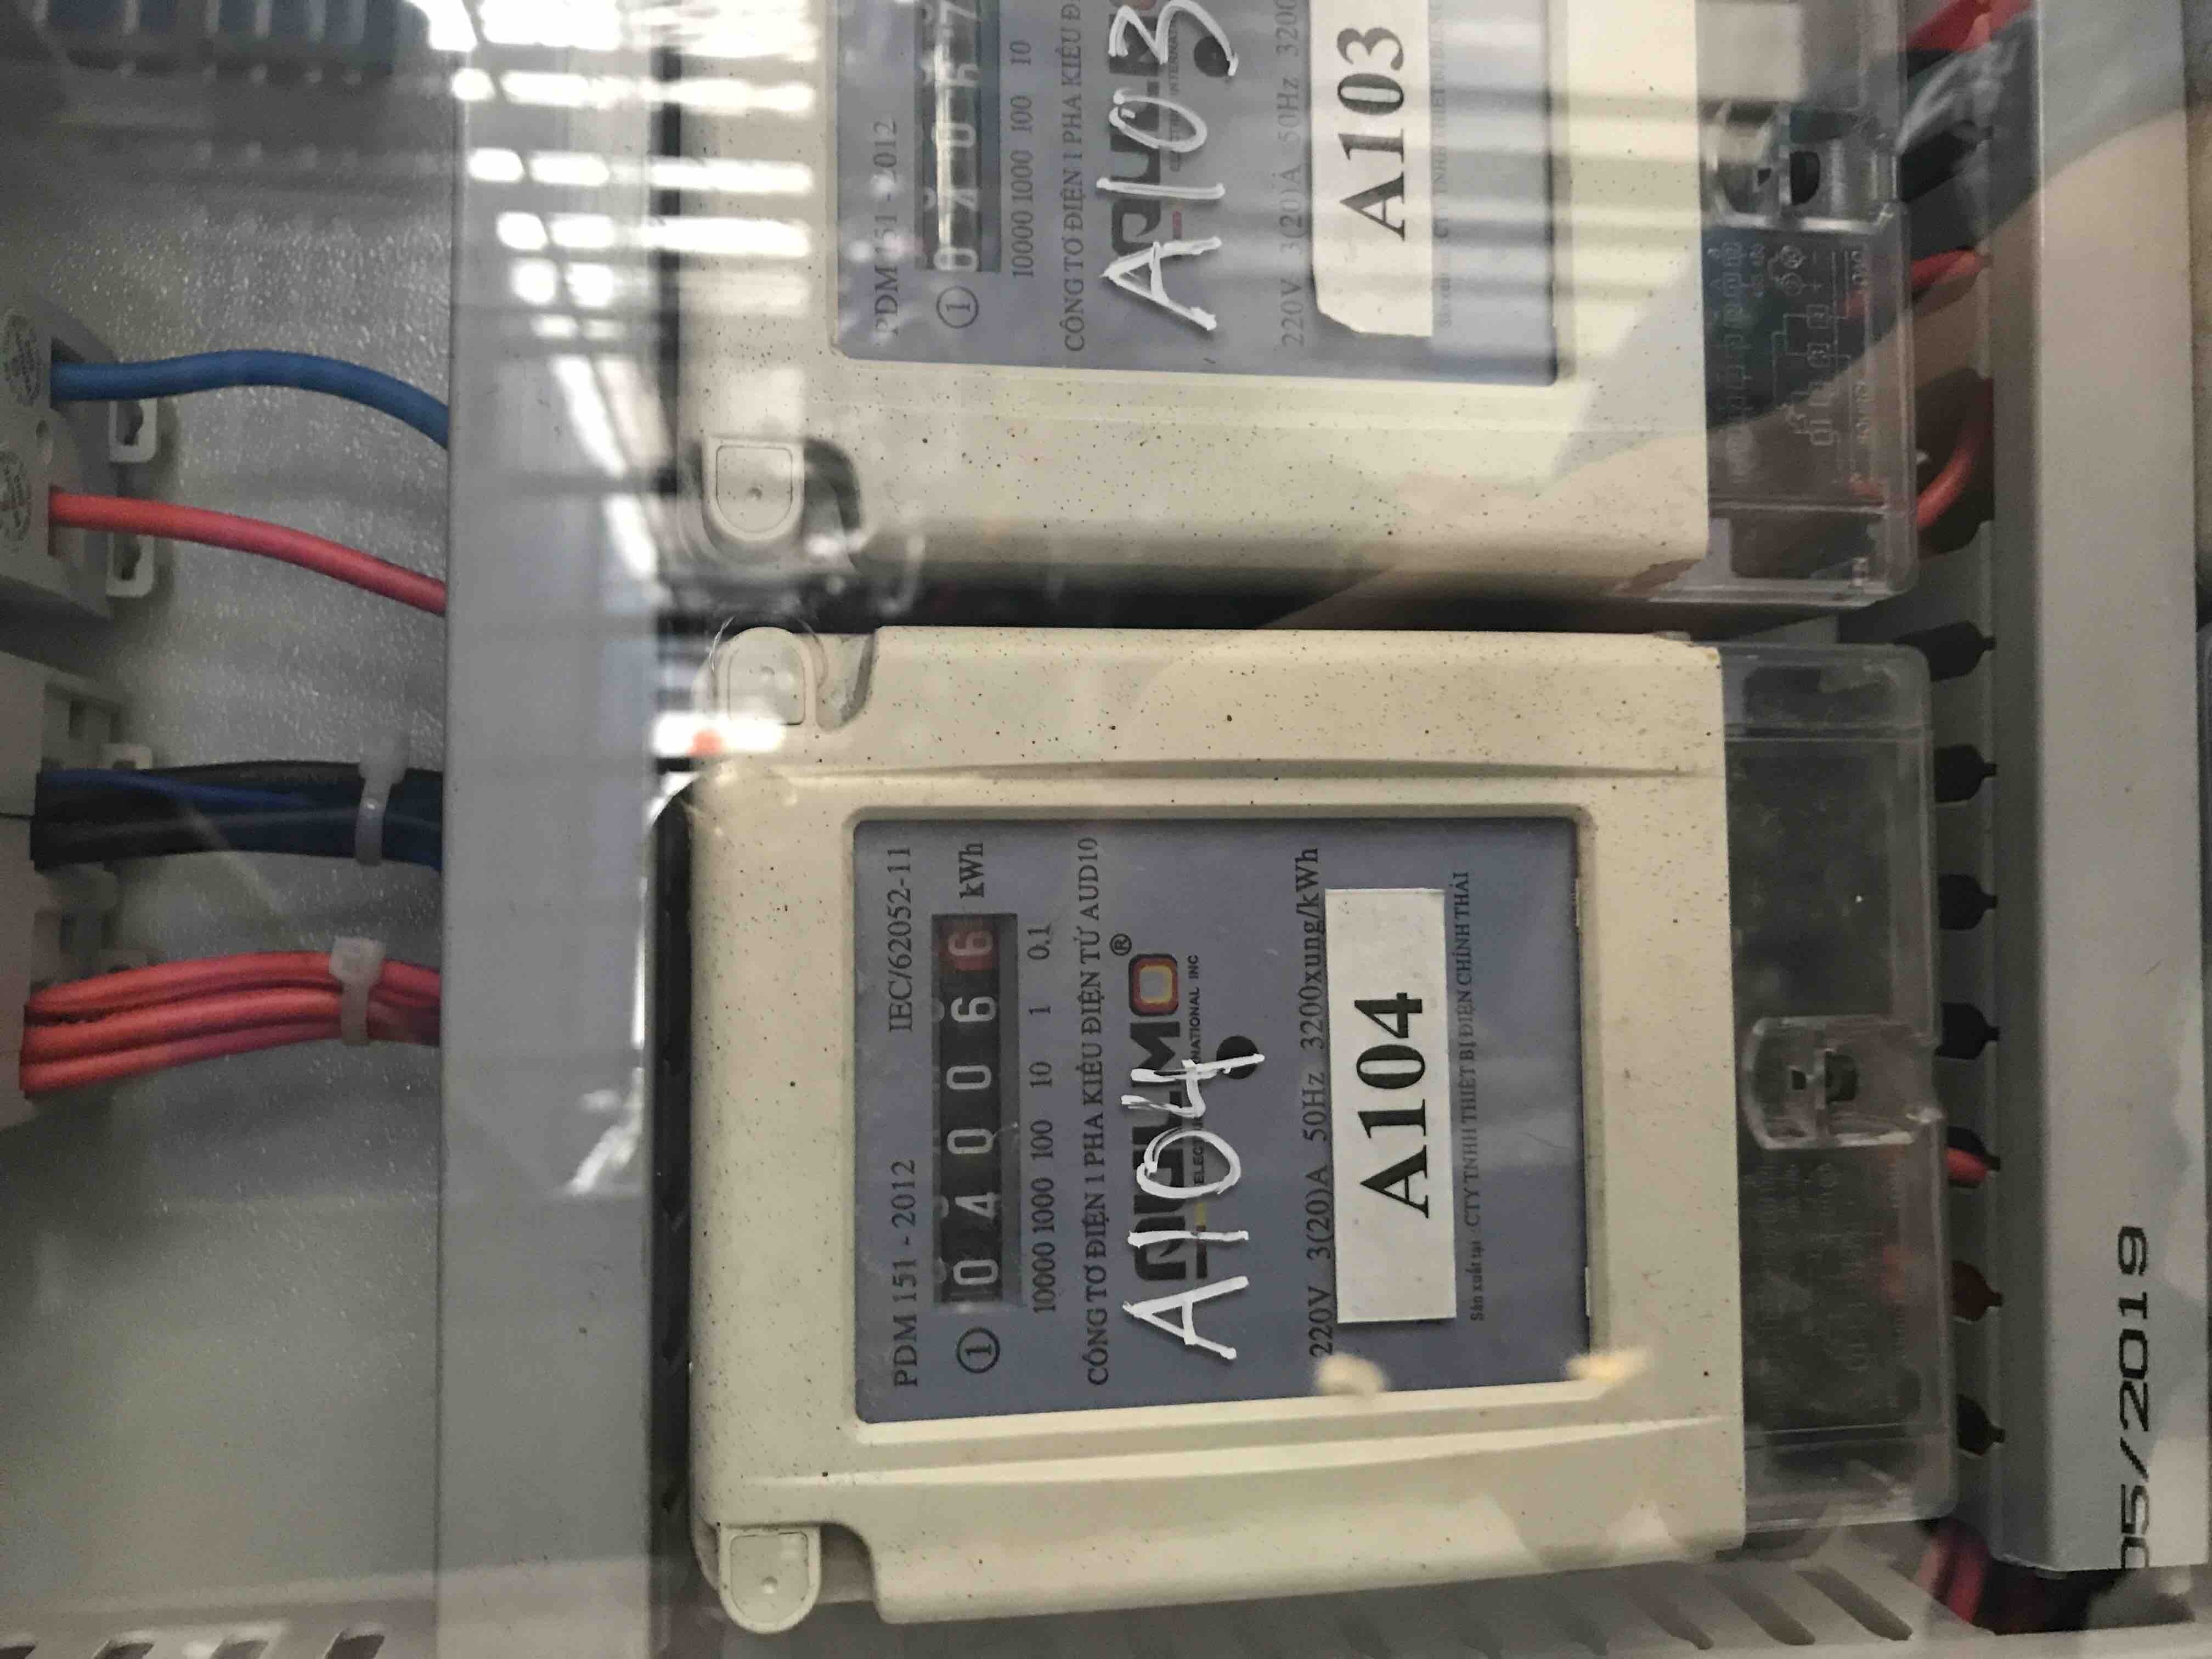 PDM 151 - 2012
10000 1000 100 10
CÔNG TƠ ĐIỆN 1 PHA KIỂU
A103
220V 3(20)A 50Hz
A103
PDM 151 - 2012 IEC/62052-11
① 0 4 0 0 6 6 kWh
10000 1000 100 10 1 0.1
CÔNG TƠ ĐIỆN 1 PHA KIỂU ĐIỆN TỪ AUD10
A104
220V 3(20)A 50Hz 3200xung/kWh
A104
Sản xuất tại : CTY TNHH THIẾT BỊ ĐIỆN CHÍNH THÁI
05/2019